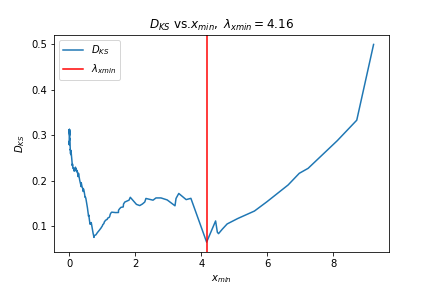 D_KS vs.x_min, λ_xmin = 4.16
D_KS
λ_xmin
0.5
0.4
0.3
0.2
0.1
D_KS
0 2 4 6 8
x_min